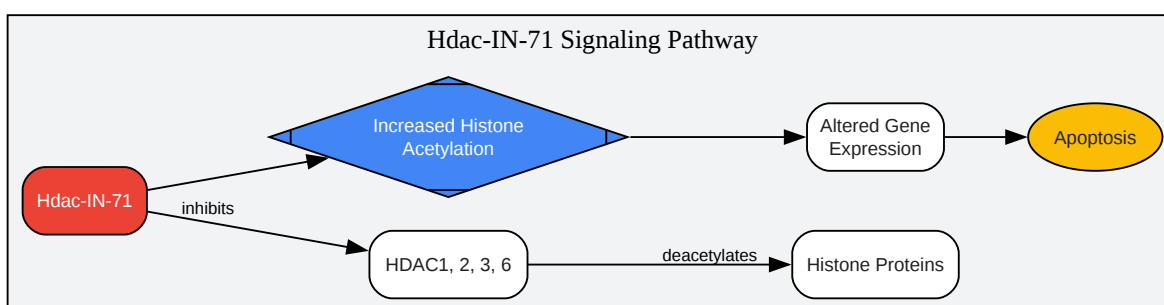 Hdac-IN-71 Signaling Pathway
Increased Histone
Acetylation
Altered Gene
Expression
Apoptosis
Hdac-IN-71
inhibits
HDAC1, 2, 3, 6
deacetylates
Histone Proteins